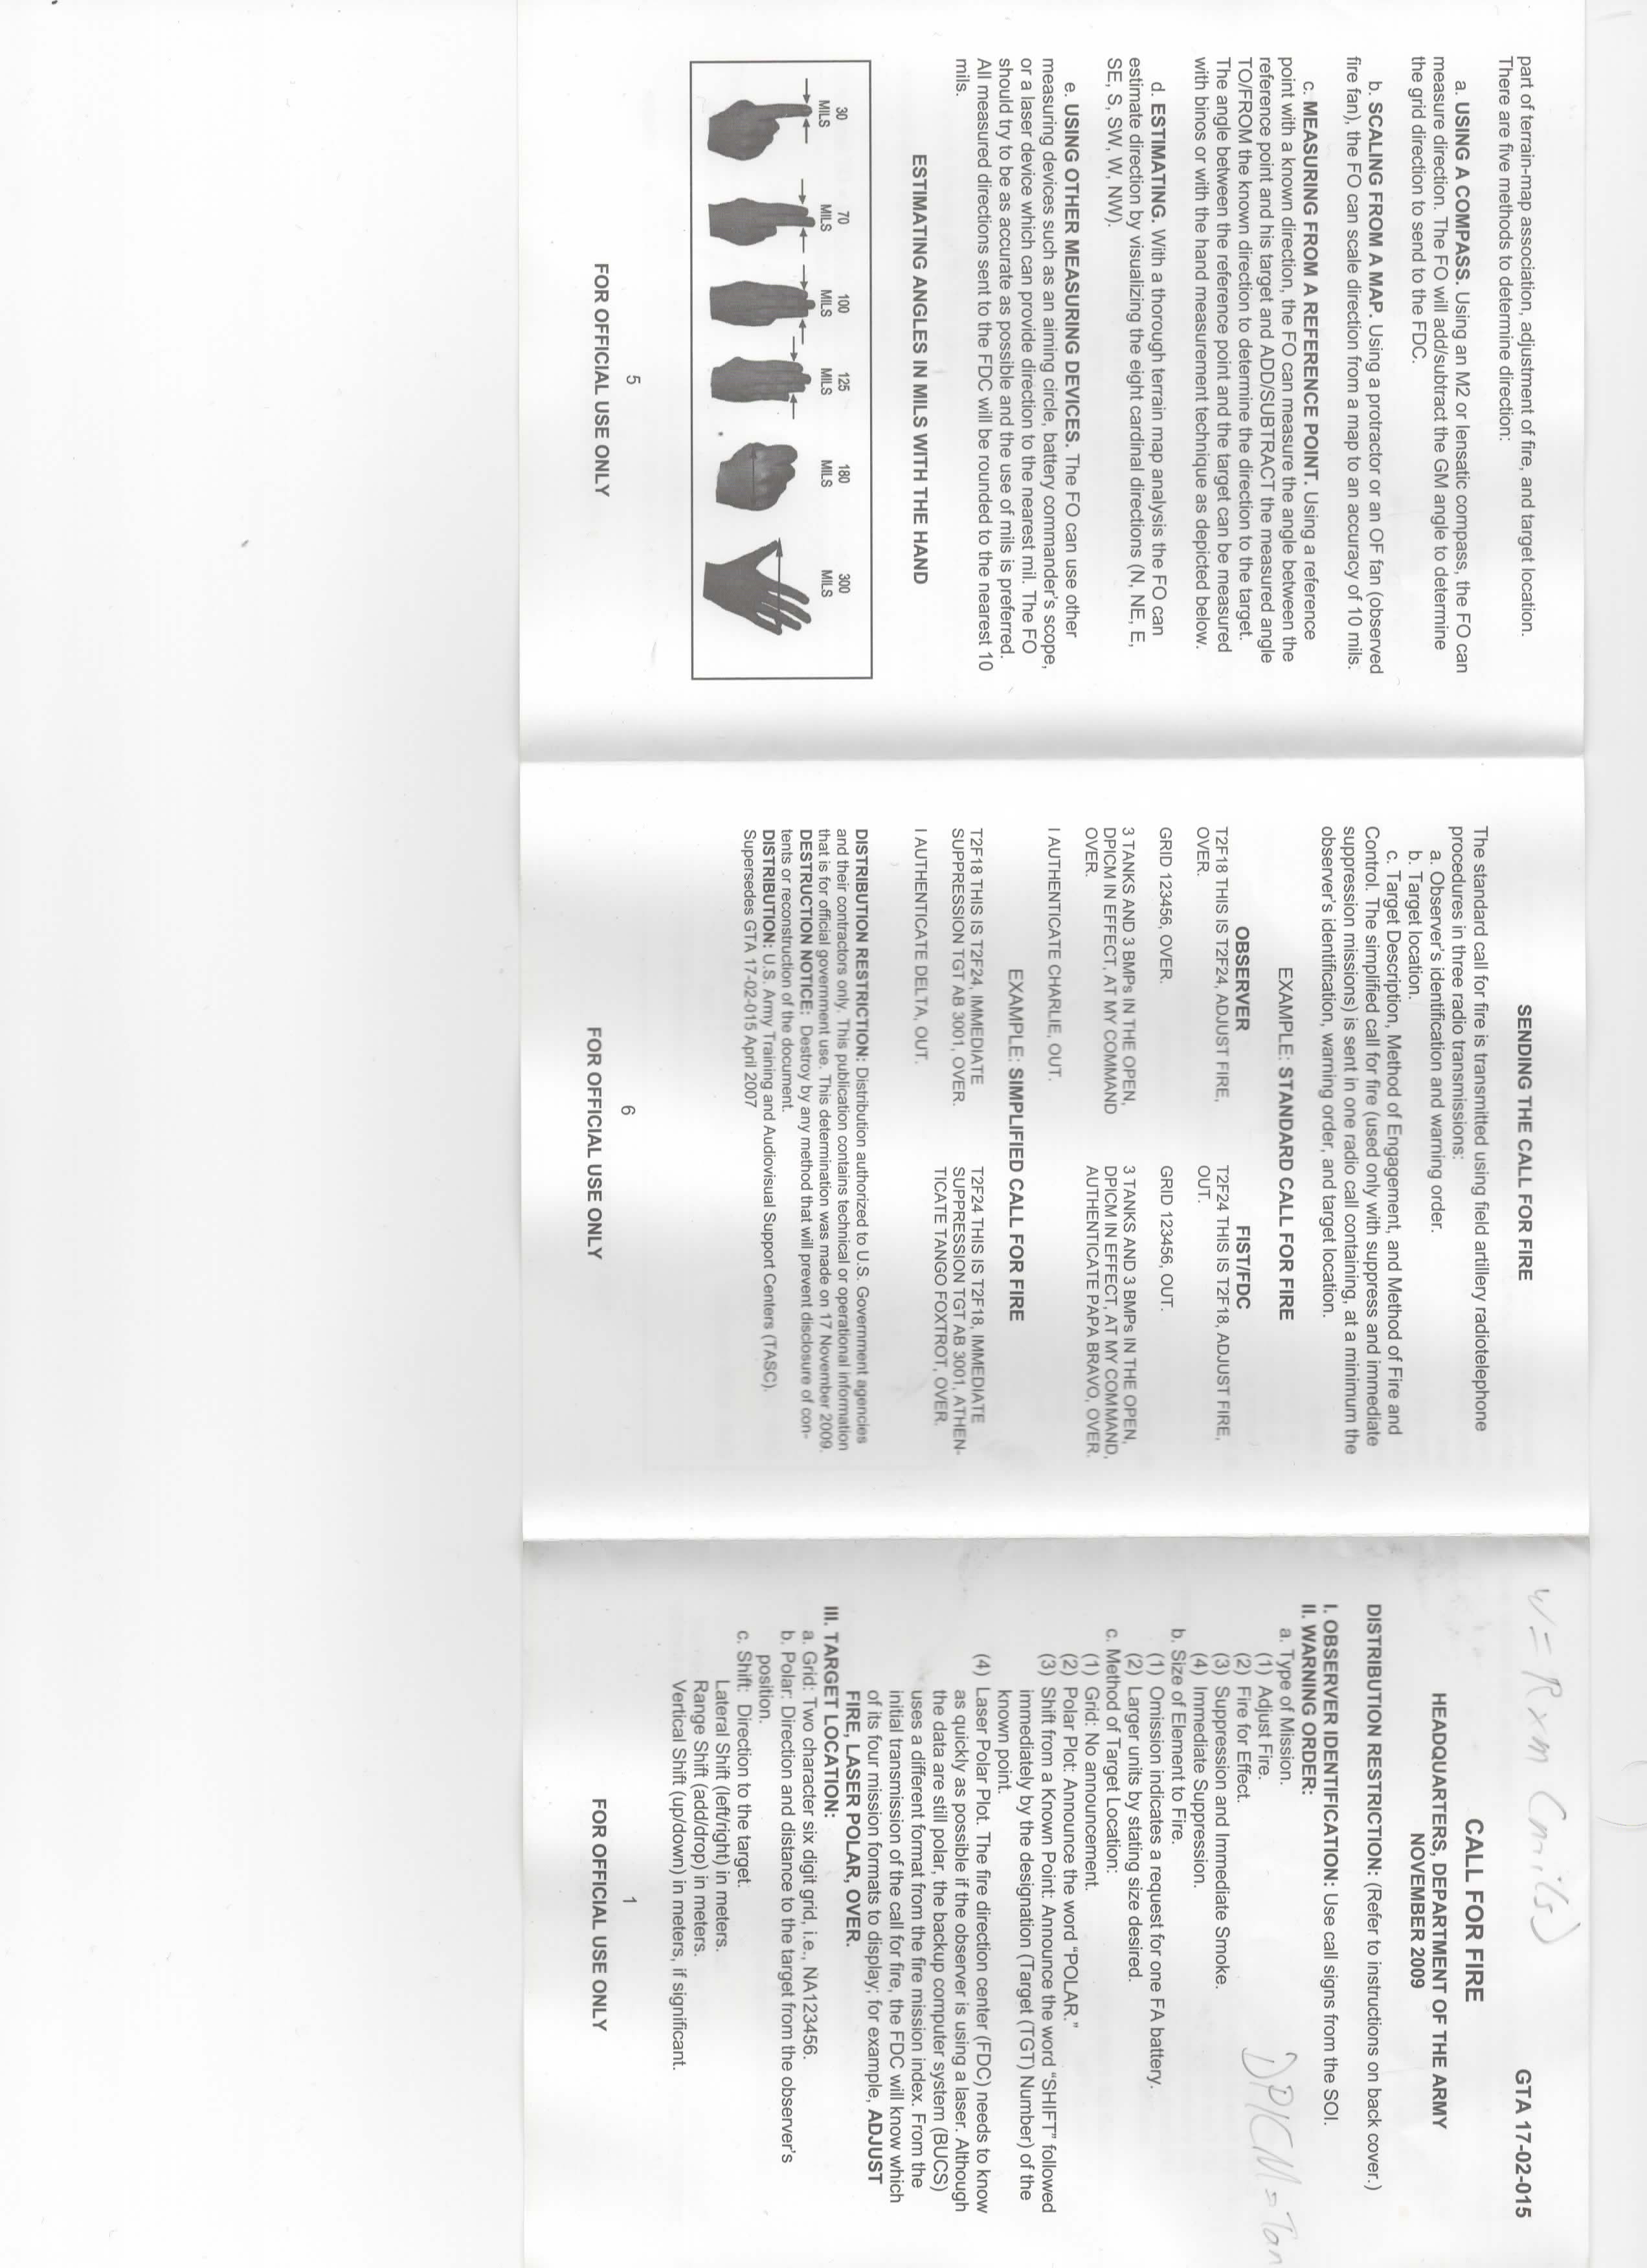 part of terrain-map association, adjustment of fire, and target location.
There are five methods to determine direction:
a. USING A COMPASS. Using an M2 or lensatic compass, the FO can
measure direction. The FO will add/subtract the GM angle to determine
the grid direction to send to the FDC.
b. SCALING FROM A MAP. Using a protractor or an OF fan (observed
fire fan), the FO can scale direction from a map to an accuracy of 10 mils.
c. MEASURING FROM A REFERENCE POINT. Using a reference
point with a known direction, the FO can measure the angle between the
reference point and his target and ADD/SUBTRACT the measured angle
TO/FROM the known direction to determine the direction to the target.
The angle between the reference point and the target can be measured
with binos or with the hand measurement technique as depicted below.
d. ESTIMATING. With a thorough terrain map analysis the FO can
estimate direction by visualizing the eight cardinal directions (N, NE, E,
SE, S, SW, W, NW).
e. USING OTHER MEASURING DEVICES. The FO can use other
measuring devices such as an aiming circle, battery commander's scope,
or a laser device which can provide direction to the nearest mil. The FO
should try to be as accurate as possible and the use of mils is preferred.
All measured directions sent to the FDC will be rounded to the nearest 10
mils.
ESTIMATING ANGLES IN MILS WITH THE HAND
30 70 100 125 180 300
MILS MILS MILS MILS MILS MILS
5
FOR OFFICIAL USE ONLY
SENDING THE CALL FOR FIRE
The standard call for fire is transmitted using field artillery radiotelephone
procedures in three radio transmissions:
a. Observer's identification and warning order.
b. Target location.
c. Target Description, Method of Engagement, and Method of Fire and
Control. The simplified call for fire (used only with suppress and immediate
suppression missions) is sent in one radio call containing, at a minimum the
observer's identification, warning order, and target location.
EXAMPLE: STANDARD CALL FOR FIRE
OBSERVER FIST/FDC
T2F18 THIS IS T2F24, ADJUST FIRE, T2F24 THIS IS T2F18, ADJUST FIRE,
OVER. OUT.
GRID 123456, OVER. GRID 123456, OUT.
3 TANKS AND 3 BMPs IN THE OPEN, 3 TANKS AND 3 BMPs IN THE OPEN,
DPICM IN EFFECT, AT MY COMMAND DPICM IN EFFECT, AT MY COMMAND,
OVER. AUTHENTICATE PAPA BRAVO, OVER.
I AUTHENTICATE CHARLIE, OUT.
EXAMPLE: SIMPLIFIED CALL FOR FIRE
T2F18 THIS IS T2F24, IMMEDIATE T2F24 THIS IS T2F18, IMMEDIATE
SUPPRESSION TGT AB 3001, OVER. SUPPRESSION TGT AB 3001, ATHEN-
TICATE TANGO FOXTROT, OVER.
I AUTHENTICATE DELTA, OUT.
DISTRIBUTION RESTRICTION: Distribution authorized to U.S. Government agencies
and their contractors only. This publication contains technical or operational information
that is for official government use. This determination was made on 17 November 2009.
DESTRUCTION NOTICE: Destroy by any method that will prevent disclosure of con-
tents or reconstruction of the document.
DISTRIBUTION: U.S. Army Training and Audiovisual Support Centers (TASC).
Supersedes GTA 17-02-015 April 2007
6
FOR OFFICIAL USE ONLY
W = Rxm (mils)
GTA 17-02-015
CALL FOR FIRE
HEADQUARTERS, DEPARTMENT OF THE ARMY
NOVEMBER 2009
DISTRIBUTION RESTRICTION: (Refer to instructions on back cover.)
I. OBSERVER IDENTIFICATION: Use call signs from the SOI.
II. WARNING ORDER:
a. Type of Mission.
DPICM = Tan
(1) Adjust Fire.
(2) Fire for Effect.
(3) Suppression and Immediate Smoke.
(4) Immediate Suppression.
b. Size of Element to Fire.
(1) Omission indicates a request for one FA battery.
(2) Larger units by stating size desired.
c. Method of Target Location:
(1) Grid: No announcement.
(2) Polar Plot: Announce the word "POLAR."
(3) Shift from a Known Point: Announce the word "SHIFT" followed
immediately by the designation (Target (TGT) Number) of the
known point.
(4) Laser Polar Plot. The fire direction center (FDC) needs to know
as quickly as possible if the observer is using a laser. Although
the data are still polar, the backup computer system (BUCS)
uses a different format from the fire mission index. From the
initial transmission of the call for fire, the FDC will know which
of its four mission formats to display; for example, ADJUST
FIRE, LASER POLAR, OVER.
III. TARGET LOCATION:
a. Grid: Two character six digit grid, i.e., NA123456.
b. Polar: Direction and distance to the target from the observer's
position.
c. Shift: Direction to the target.
Lateral Shift (left/right) in meters.
Range Shift (add/drop) in meters.
Vertical Shift (up/down) in meters, if significant.
1
FOR OFFICIAL USE ONLY